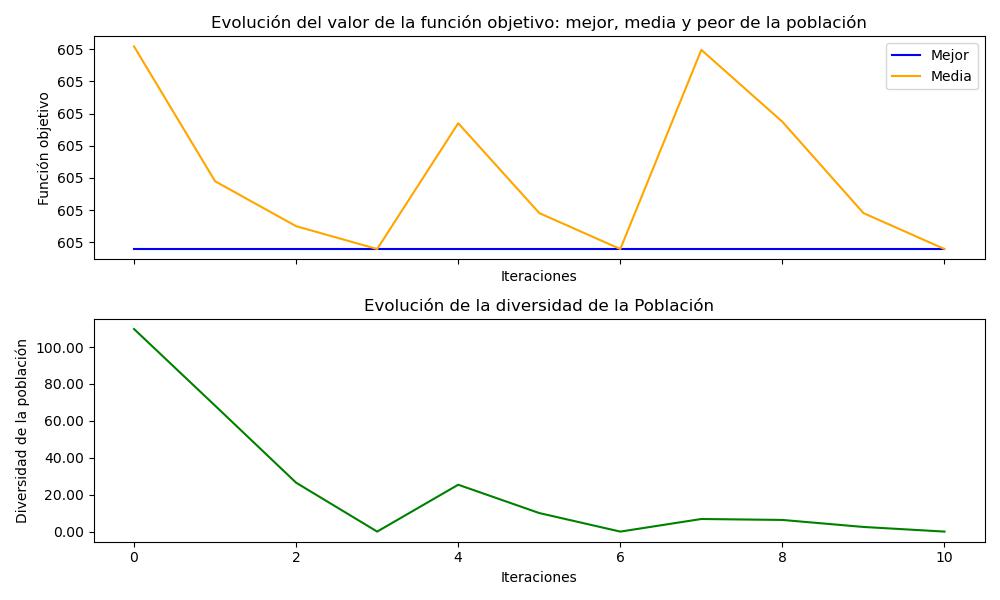 Evolución del valor de la función objetivo: mejor, media y peor de la población
Función objetivo
605
605
605
605
605
605
605
Mejor
Media
Iteraciones
Evolución de la diversidad de la Población
Diversidad de la población
100.00
80.00
60.00
40.00
20.00
0.00
0 2 4 6 8 10
Iteraciones